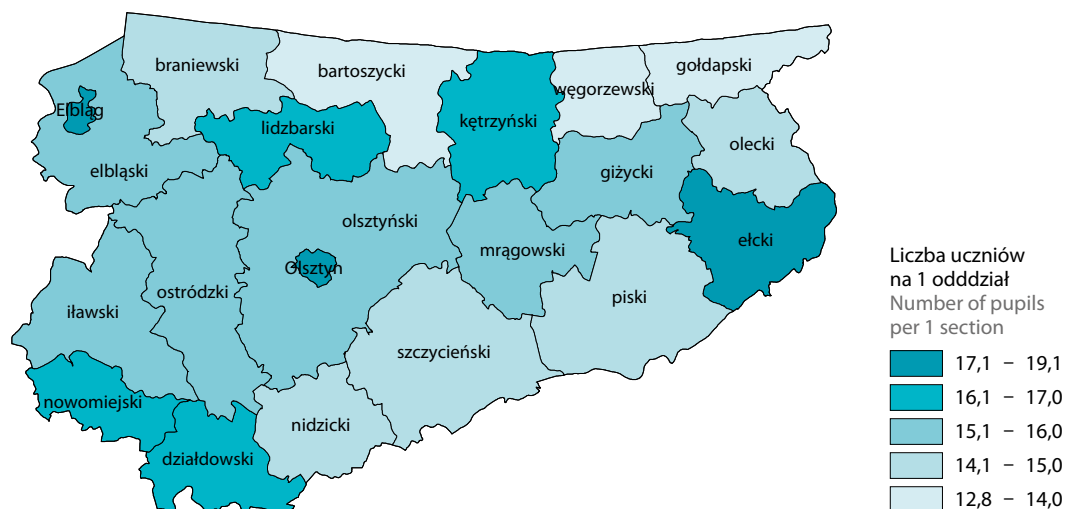 braniewski
bartoszycki
gołdapski
węgorzewski
Elbląg
lidzbarski
kętrzyński
olecki
elbląski
giżycki
olsztyński
mrągowski
ełcki
Olsztyn
ostródzki
piski
iławski
szczycieński
nowomiejski
nidzicki
działdowski
Liczba uczniów
na 1 odddział
Number of pupils
per 1 section
17,1 – 19,1
16,1 – 17,0
15,1 – 16,0
14,1 – 15,0
12,8 – 14,0